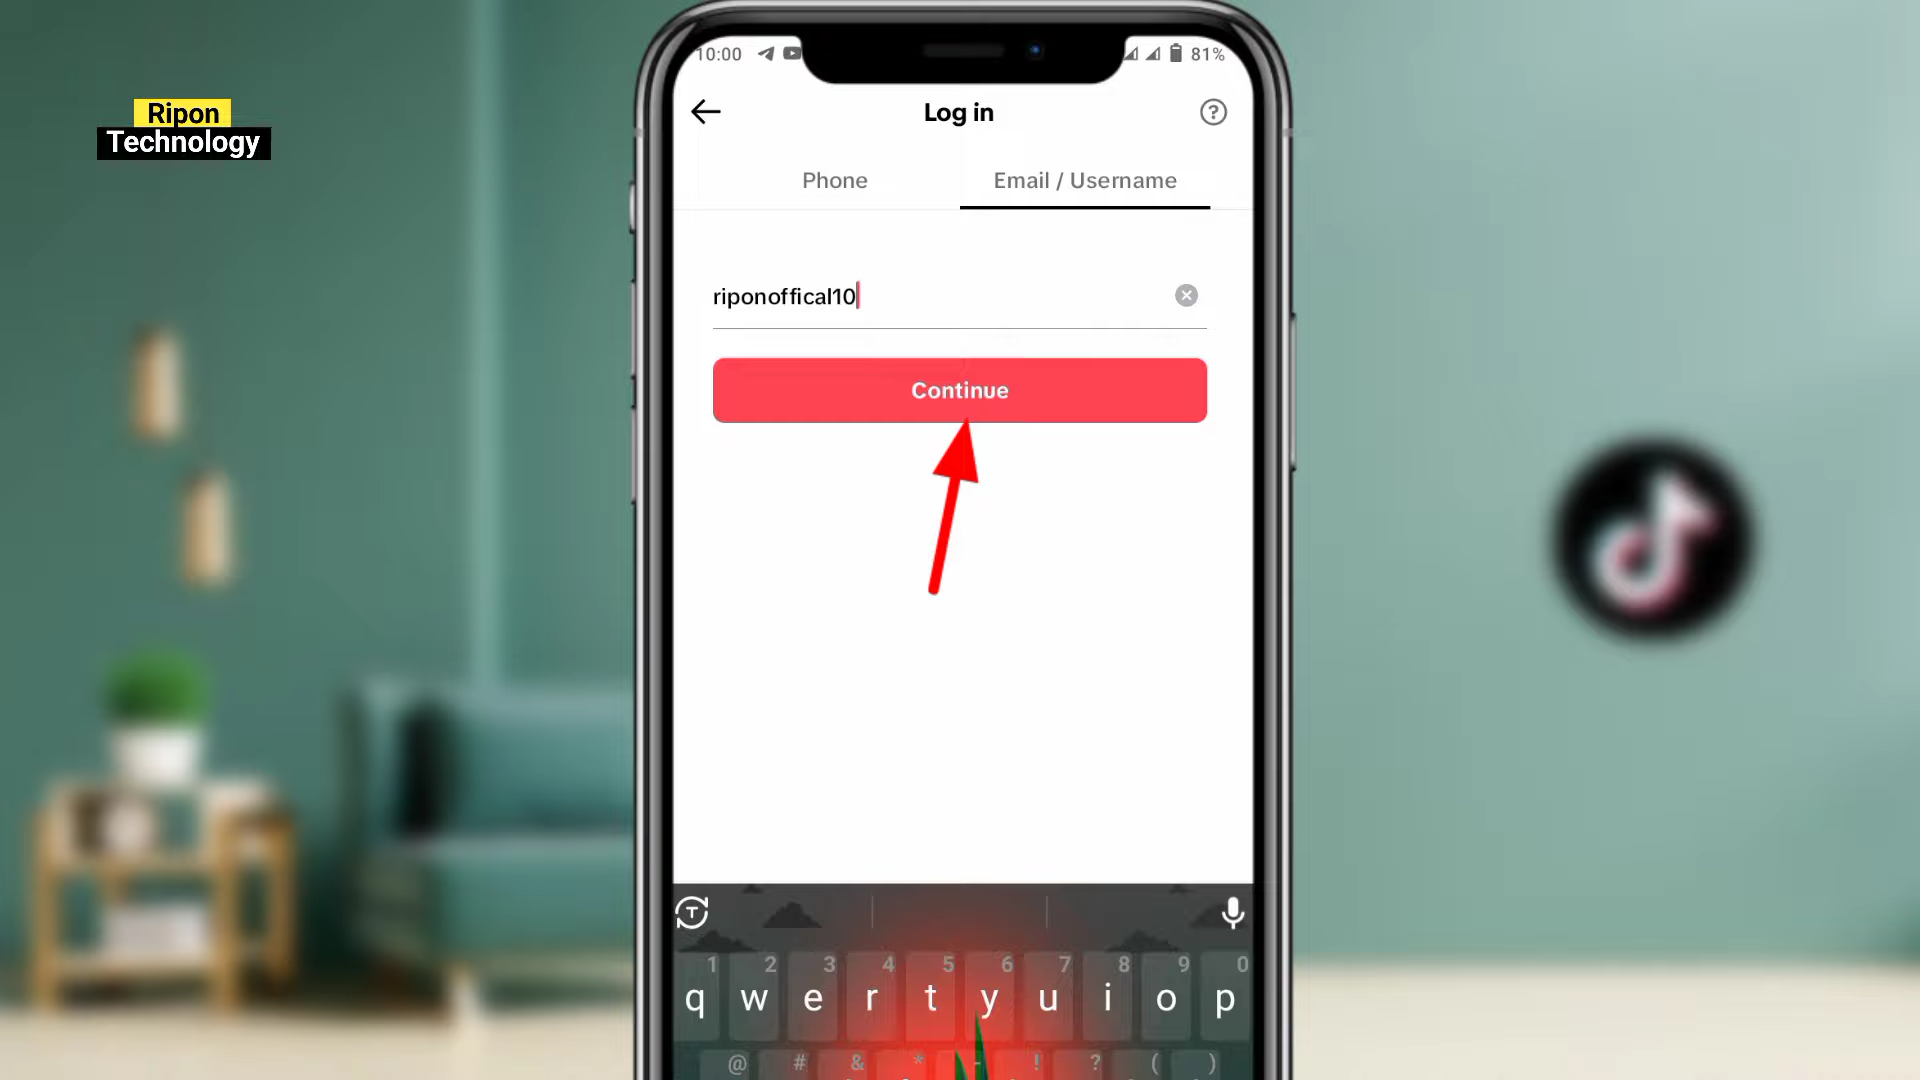 Ripon
Technology
10:00
81%
Log in
?
Phone
Email / Username
riponoffical10
Continue
T
1 2 3 4 5 6 7 8 9 0
q w e r t y u i o p
@ # & * - ! ? ( )